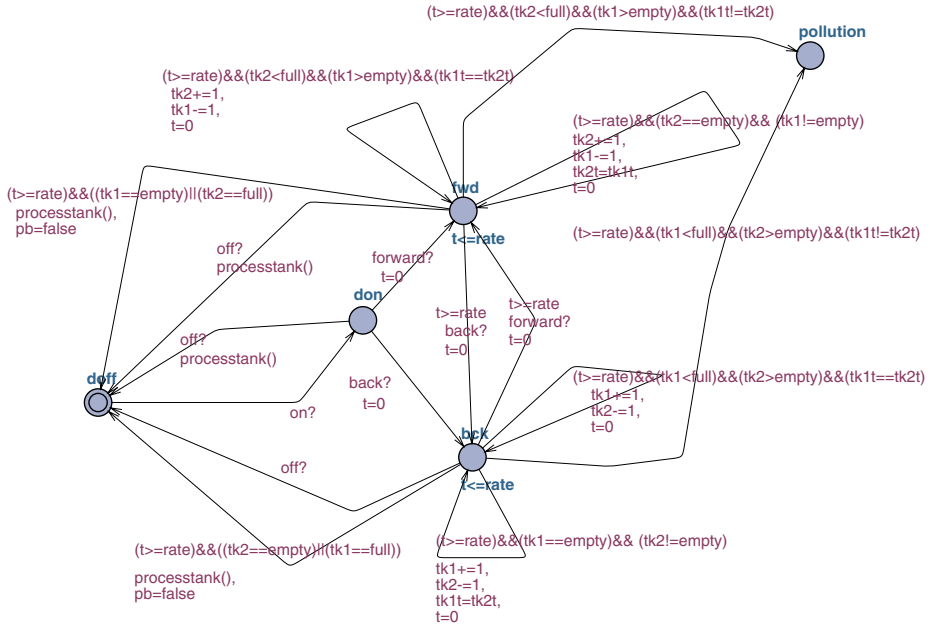 (t>=rate)&&(tk2<full)&&(tk1>empty)&&(tk1t!=tk2t)
pollution
(t>=rate)&&(tk2<full)&&(tk1>empty)&&(tk1t==tk2t)
tk2+=1,
tk1-=1,
t=0
(t>=rate)&&(tk2==empty)&& (tk1!=empty)
tk2+=1,
tk1-=1,
tk2t=tk1t,
t=0
(t>=rate)&&((tk1==empty)||(tk2==full))
processtank(),
pb=false
fwd
t<=rate
(t>=rate)&&(tk1<full)&&(tk2>empty)&&(tk1t!=tk2t)
off?
processtank()
forward?
t=0
don
t>=rate
back?
t=0
t>=rate
forward?
t=0
off?
processtank()
doff
back?
t=0
on?
(t>=rate)&&(tk1<full)&&(tk2>empty)&&(tk1t==tk2t)
tk1+=1,
tk2-=1,
t=0
bck
t<=rate
off?
(t>=rate)&&((tk2==empty)||(tk1==full))
processtank(),
pb=false
(t>=rate)&&(tk1==empty)&& (tk2!=empty)
tk1+=1,
tk2-=1,
tk1t=tk2t,
t=0